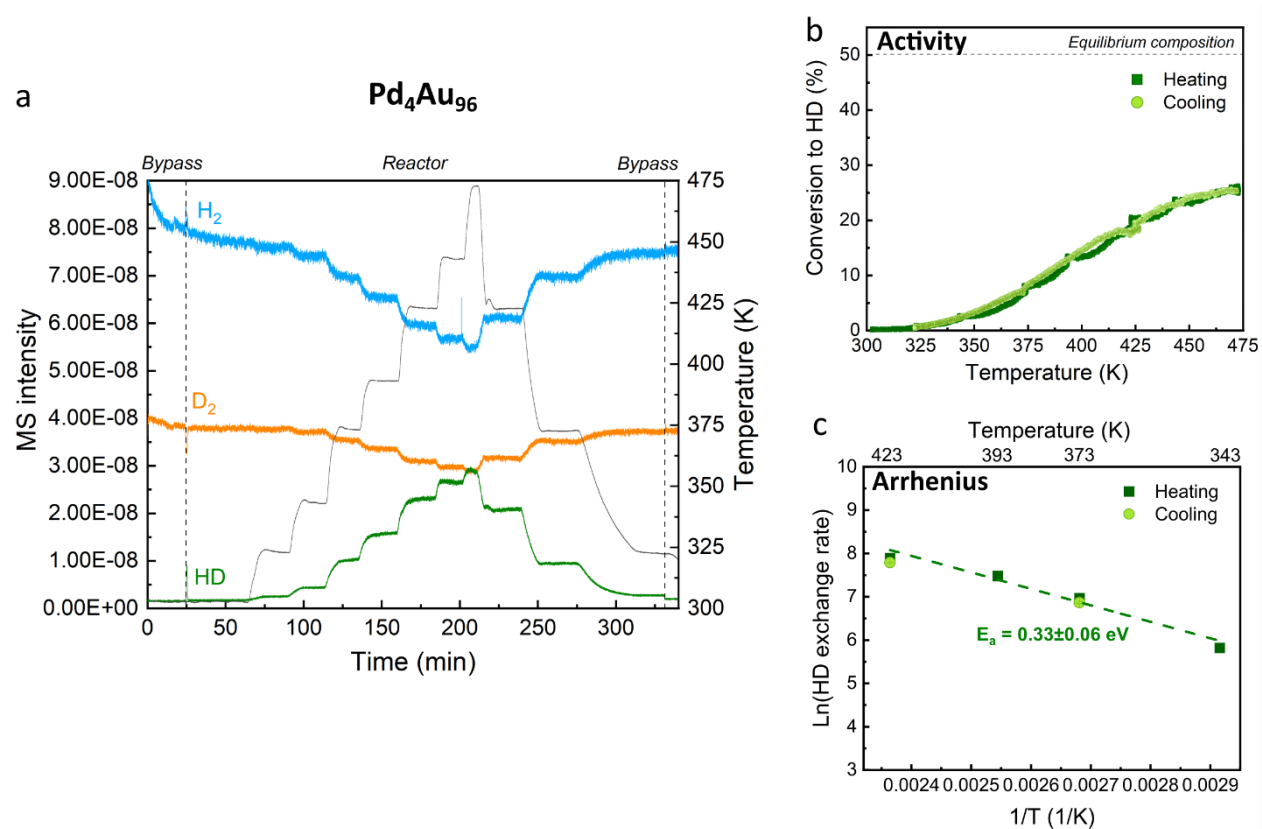 a
Pd4Au96
Bypass
Reactor
Bypass
9.00E-08
8.00E-08
7.00E-08
6.00E-08
5.00E-08
4.00E-08
3.00E-08
2.00E-08
1.00E-08
0.00E+00
MS intensity
H2
D2
HD
475
450
425
400
375
350
325
300
Temperature (K)
0 50 100 150 200 250 300
Time (min)
b
Activity
Equilibrium composition
Heating
Cooling
50
40
30
20
10
0
Conversion to HD (%)
300 325 350 375 400 425 450 475
Temperature (K)
c
Temperature (K)
423 393 373 343
Arrhenius
Heating
Cooling
10
9
8
7
6
5
4
3
Ln(HD exchange rate)
Ea = 0.33±0.06 eV
0.0024 0.0025 0.0026 0.0027 0.0028 0.0029
1/T (1/K)